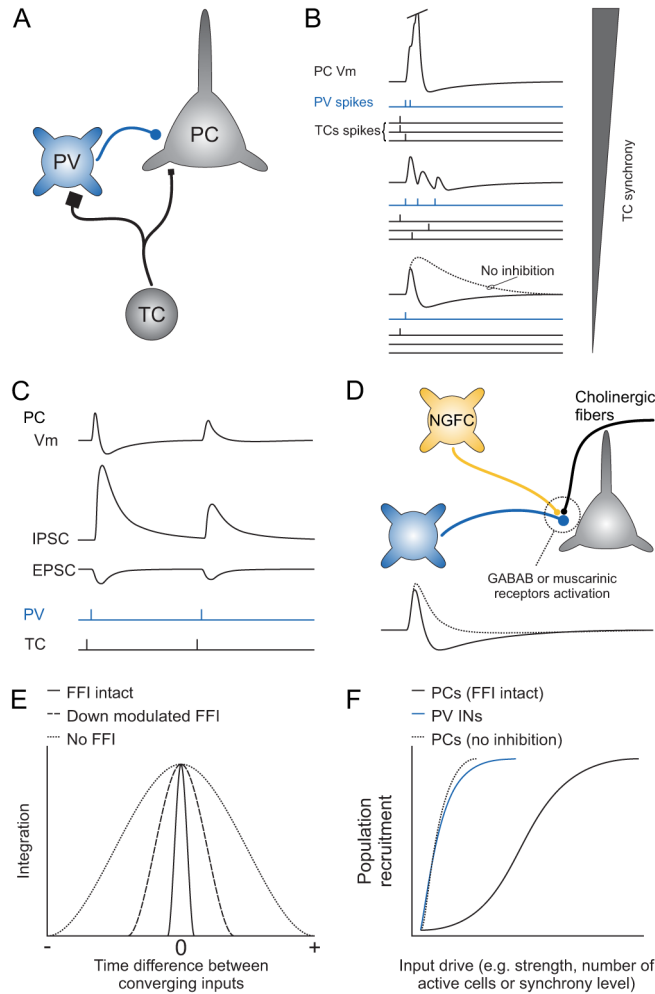 A
PV
PC
TC
B
PC Vm
PV spikes
TCs spikes
No inhibition
TC synchrony
C
PC
Vm
IPSC
EPSC
PV
TC
D
Cholinergic
fibers
NGFC
GABAB or muscarinic
receptors activation
E
FFI intact
Down modulated FFI
No FFI
Integration
- 0 +
Time difference between
converging inputs
F
PCs (FFI intact)
PV INs
PCs (no inhibition)
Population
recruitment
Input drive (e.g. strength, number of
active cells or synchrony level)